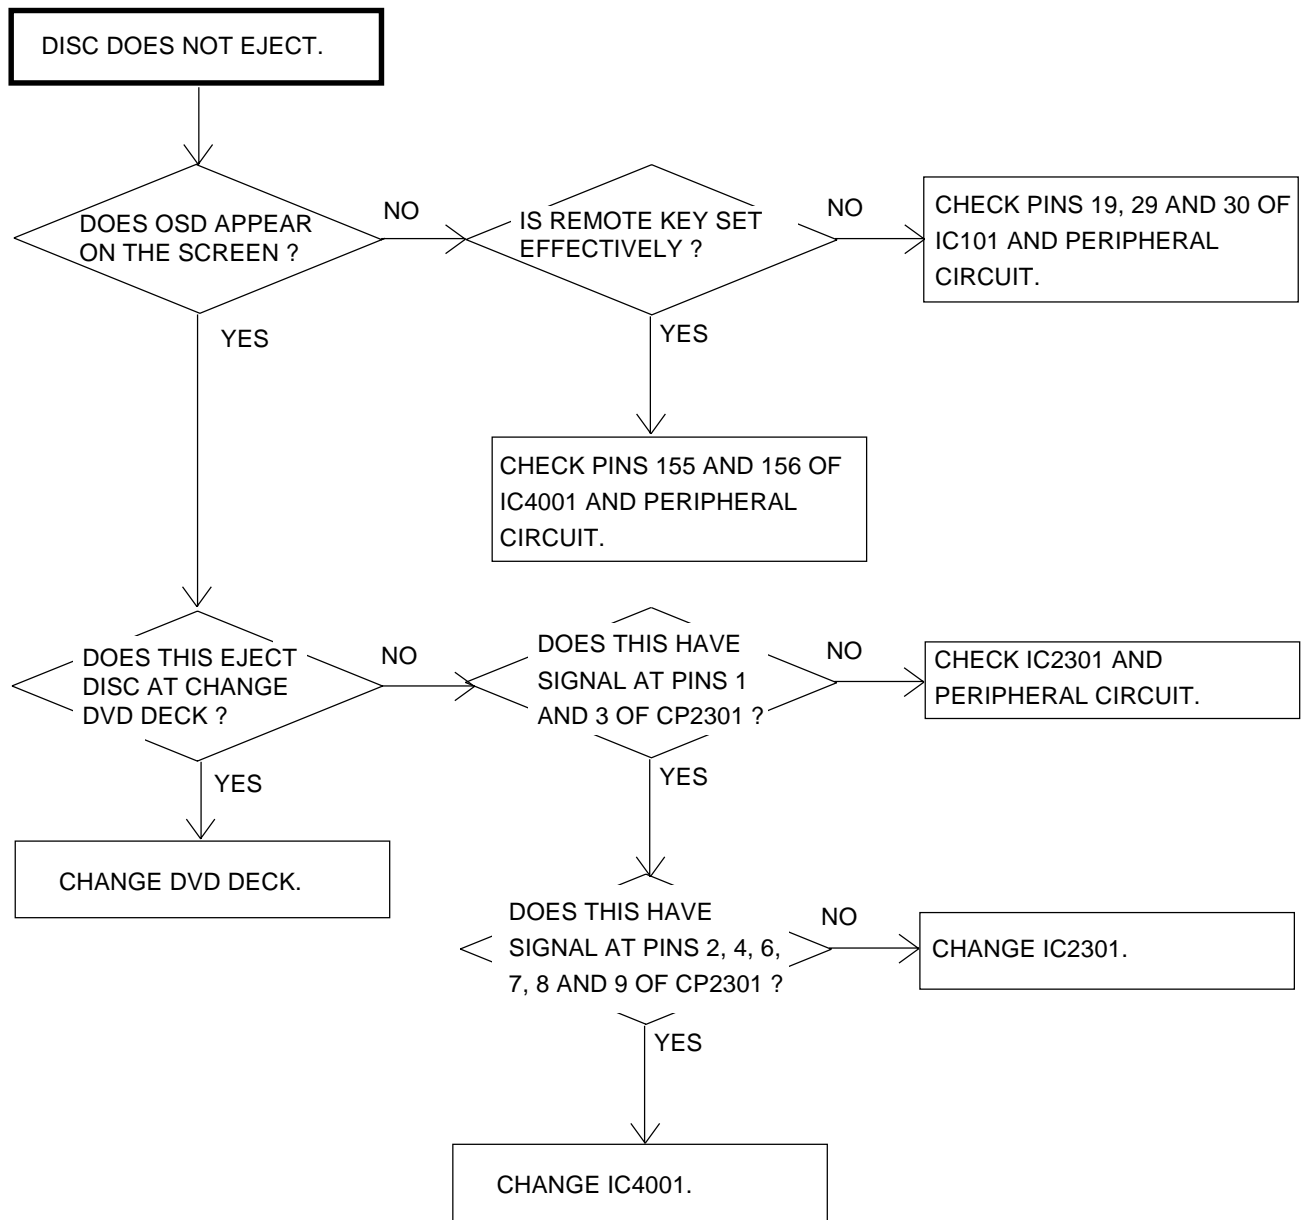 DISC DOES NOT EJECT.
DOES OSD APPEAR
ON THE SCREEN ?
NO
IS REMOTE KEY SET
EFFECTIVELY ?
NO
CHECK PINS 19, 29 AND 30 OF
IC101 AND PERIPHERAL
CIRCUIT.
YES
YES
CHECK PINS 155 AND 156 OF
IC4001 AND PERIPHERAL
CIRCUIT.
DOES THIS EJECT
DISC AT CHANGE
DVD DECK ?
NO
DOES THIS HAVE
SIGNAL AT PINS 1
AND 3 OF CP2301 ?
NO
CHECK IC2301 AND
PERIPHERAL CIRCUIT.
YES
YES
CHANGE DVD DECK.
DOES THIS HAVE
SIGNAL AT PINS 2, 4, 6,
7, 8 AND 9 OF CP2301 ?
NO
CHANGE IC2301.
YES
CHANGE IC4001.